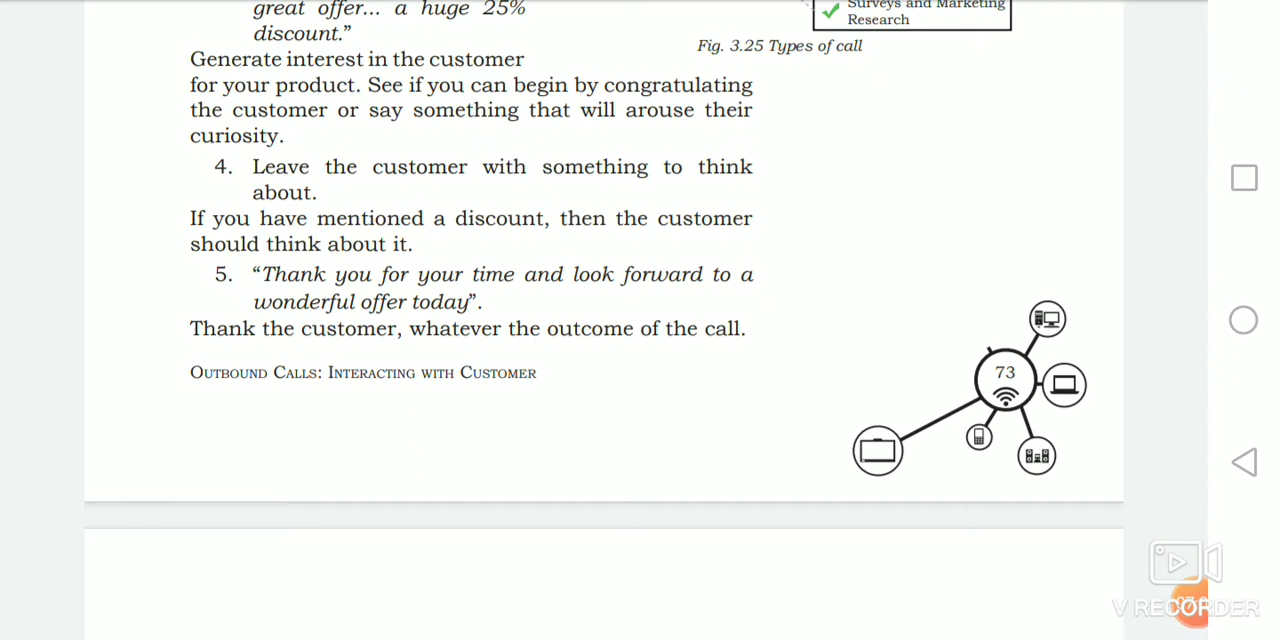 great offer... a huge 25%
discount.”
Generate interest in the customer
for your product. See if you can begin by congratulating
the customer or say something that will arouse their
curiosity.
4. Leave the customer with something to think
about.
If you have mentioned a discount, then the customer
should think about it.
5. “Thank you for your time and look forward to a
wonderful offer today”.
Thank the customer, whatever the outcome of the call.
Outbound Calls: Interacting with Customer
Surveys and Marketing
Research
Fig. 3.25 Types of call
73
V RECORDER